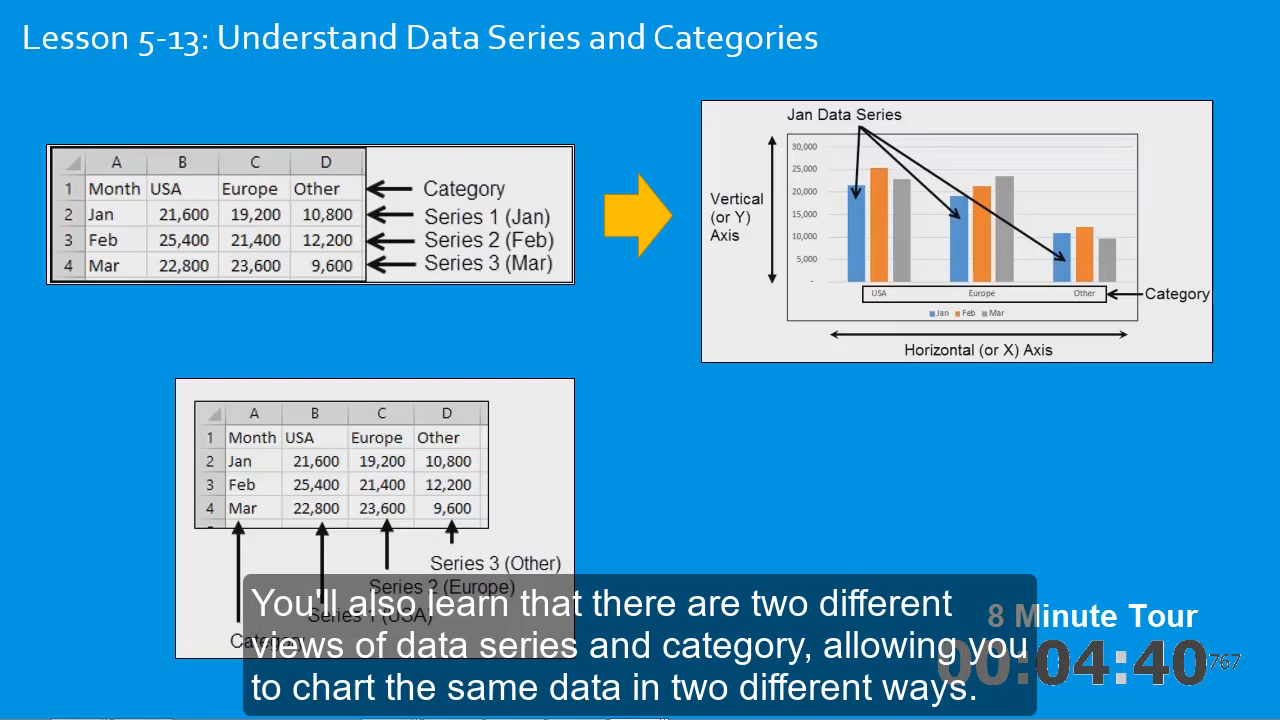 Lesson 5-13: Understand Data Series and Categories
A B C D
1 Month USA Europe Other
2 Jan 21,600 19,200 10,800
3 Feb 25,400 21,400 12,200
4 Mar 22,800 23,600 9,600
Category
Series 1 (Jan)
Series 2 (Feb)
Series 3 (Mar)
Jan Data Series
Vertical
(or Y)
Axis
30,000
25,000
20,000
15,000
10,000
5,000
-
USA Europe Other
Category
Jan Feb Mar
Horizontal (or X) Axis
A B C D
1 Month USA Europe Other
2 Jan 21,600 19,200 10,800
3 Feb 25,400 21,400 12,200
4 Mar 22,800 23,600 9,600
Series 3 (Other)
Series 2 (Europe)
Series 1 (USA)
Category
You'll also learn that there are two different
views of data series and category, allowing you
to chart the same data in two different ways.
8 Minute Tour
00:04:40
767